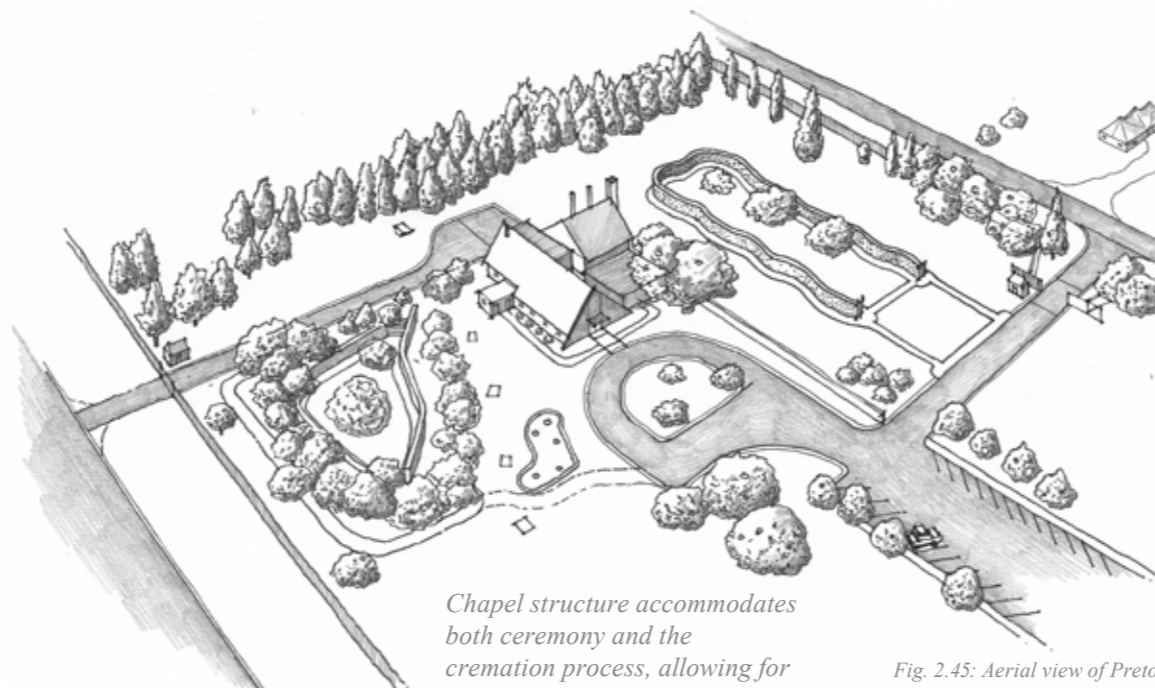 Chapel structure accommodates
both ceremony and the
cremation process, allowing for
Fig. 2.45: Aerial view of Preto